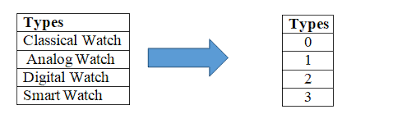 Types
Classical Watch
Analog Watch
Digital Watch
Smart Watch
Types
0
1
2
3